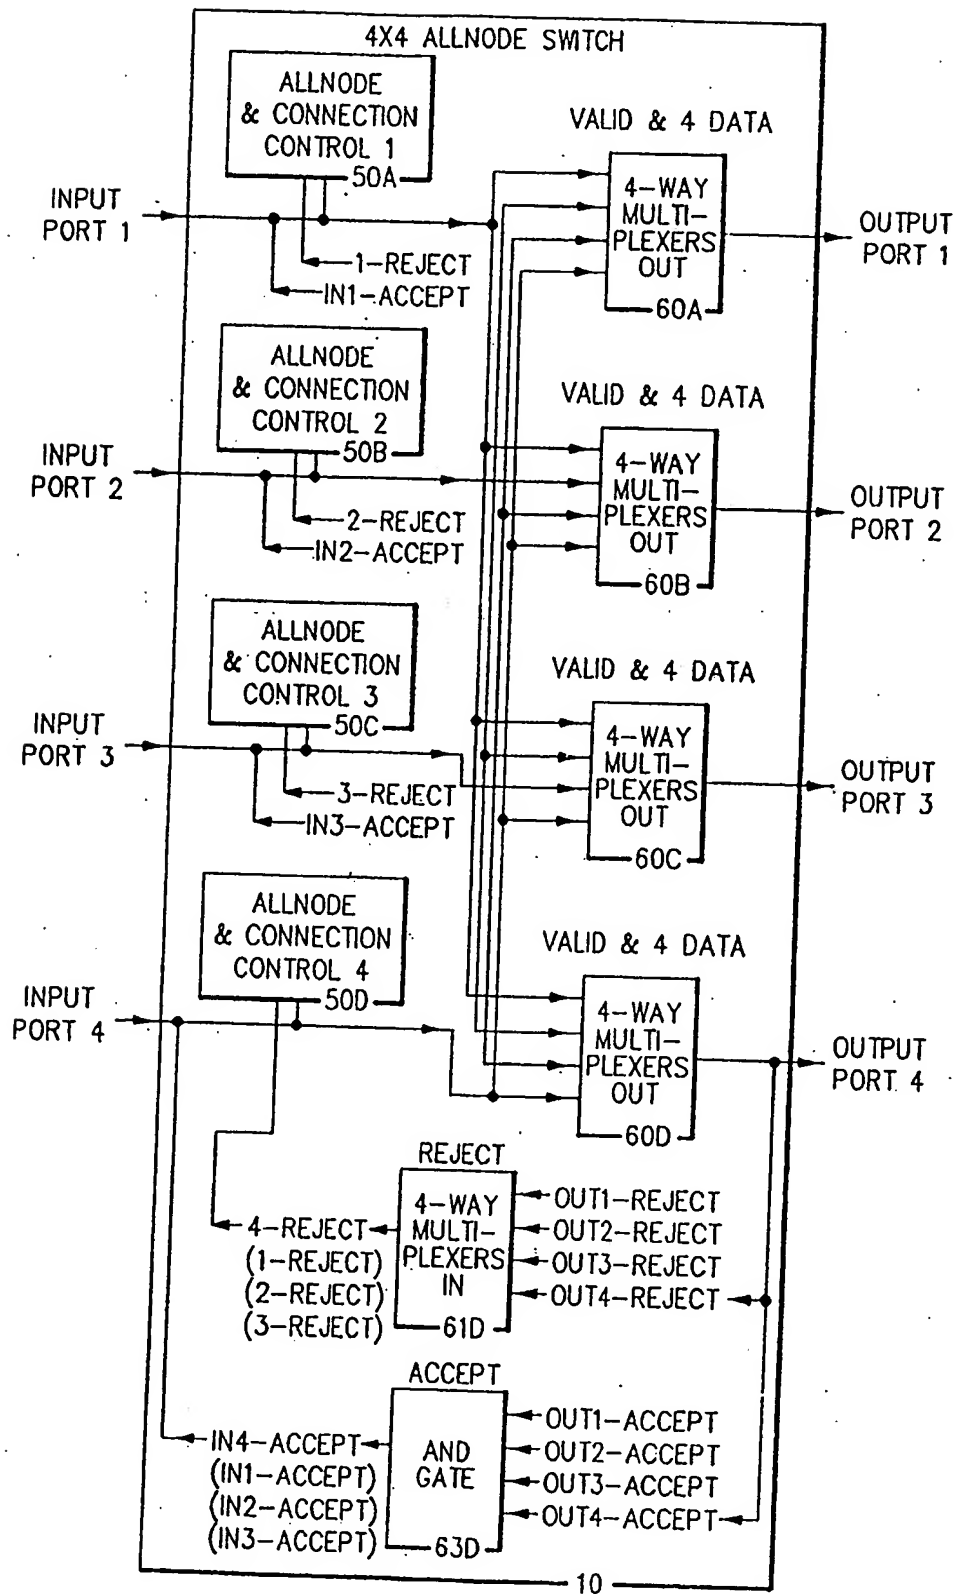 4X4 ALLNODE SWITCH
ALLNODE
& CONNECTION
CONTROL 1
50A
VALID & 4 DATA
4-WAY
MULTI-
PLEXERS
OUT
60A
INPUT
PORT 1
OUTPUT
PORT 1
1-REJECT
IN1-ACCEPT
ALLNODE
& CONNECTION
CONTROL 2
50B
VALID & 4 DATA
4-WAY
MULTI-
PLEXERS
OUT
60B
INPUT
PORT 2
OUTPUT
PORT 2
2-REJECT
IN2-ACCEPT
ALLNODE
& CONNECTION
CONTROL 3
50C
VALID & 4 DATA
4-WAY
MULTI-
PLEXERS
OUT
60C
INPUT
PORT 3
OUTPUT
PORT 3
3-REJECT
IN3-ACCEPT
ALLNODE
& CONNECTION
CONTROL 4
50D
VALID & 4 DATA
4-WAY
MULTI-
PLEXERS
OUT
60D
INPUT
PORT 4
OUTPUT
PORT 4
REJECT
4-WAY
MULTI-
PLEXERS
IN
61D
4-REJECT
(1-REJECT)
(2-REJECT)
(3-REJECT)
OUT1-REJECT
OUT2-REJECT
OUT3-REJECT
OUT4-REJECT
ACCEPT
AND
GATE
63D
IN4-ACCEPT
(IN1-ACCEPT)
(IN2-ACCEPT)
(IN3-ACCEPT)
OUT1-ACCEPT
OUT2-ACCEPT
OUT3-ACCEPT
OUT4-ACCEPT
10